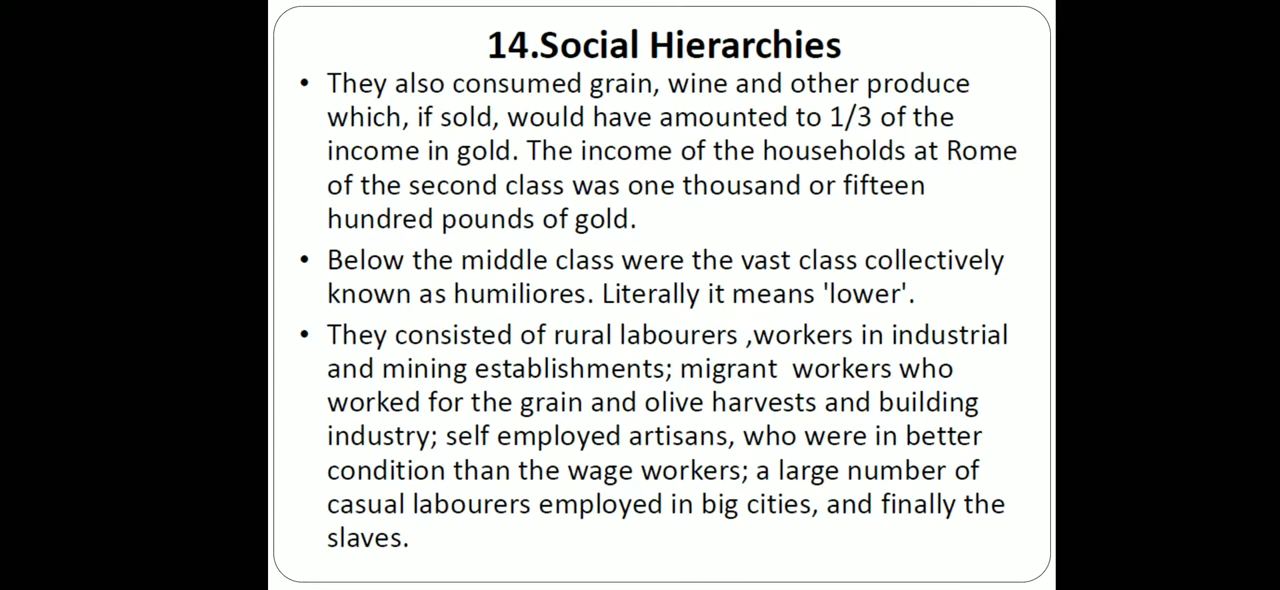 14.Social Hierarchies
• They also consumed grain, wine and other produce
which, if sold, would have amounted to 1/3 of the
income in gold. The income of the households at Rome
of the second class was one thousand or fifteen
hundred pounds of gold.
• Below the middle class were the vast class collectively
known as humiliores. Literally it means 'lower'.
• They consisted of rural labourers ,workers in industrial
and mining establishments; migrant  workers who
worked for the grain and olive harvests and building
industry; self employed artisans, who were in better
condition than the wage workers; a large number of
casual labourers employed in big cities, and finally the
slaves.